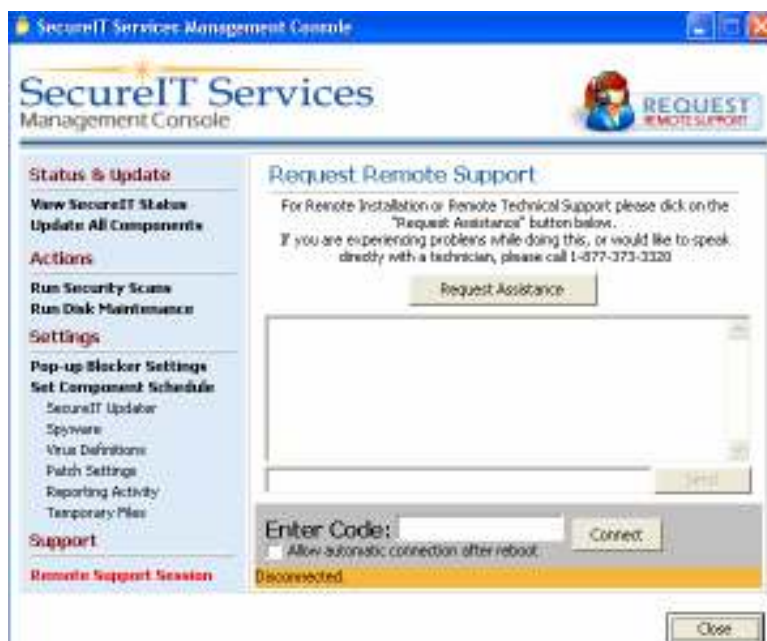 SecureIT Services Management Console
SecureIT Services
Management Console
REQUEST
REMOTE SUPPORT
Status & Update
View SecureIT Status
Update All Components
Actions
Run Security Scans
Run Disk Maintenance
Settings
Pop-up Blocker Settings
Set Component Schedule
SecureIT Updater
Spyware
Virus Definitions
Patch Settings
Reporting Activity
Temporary Files
Support
Remote Support Session
Request Remote Support
For Remote Installation or Remote Technical Support please click on the
"Request Assistance" button below.
If you are experiencing problems while doing this, or would like to speak
directly with a technician, please call 1-877-373-3320
Request Assistance
Send
Enter Code:
Connect
Allow automatic connection after reboot
Disconnected.
Close